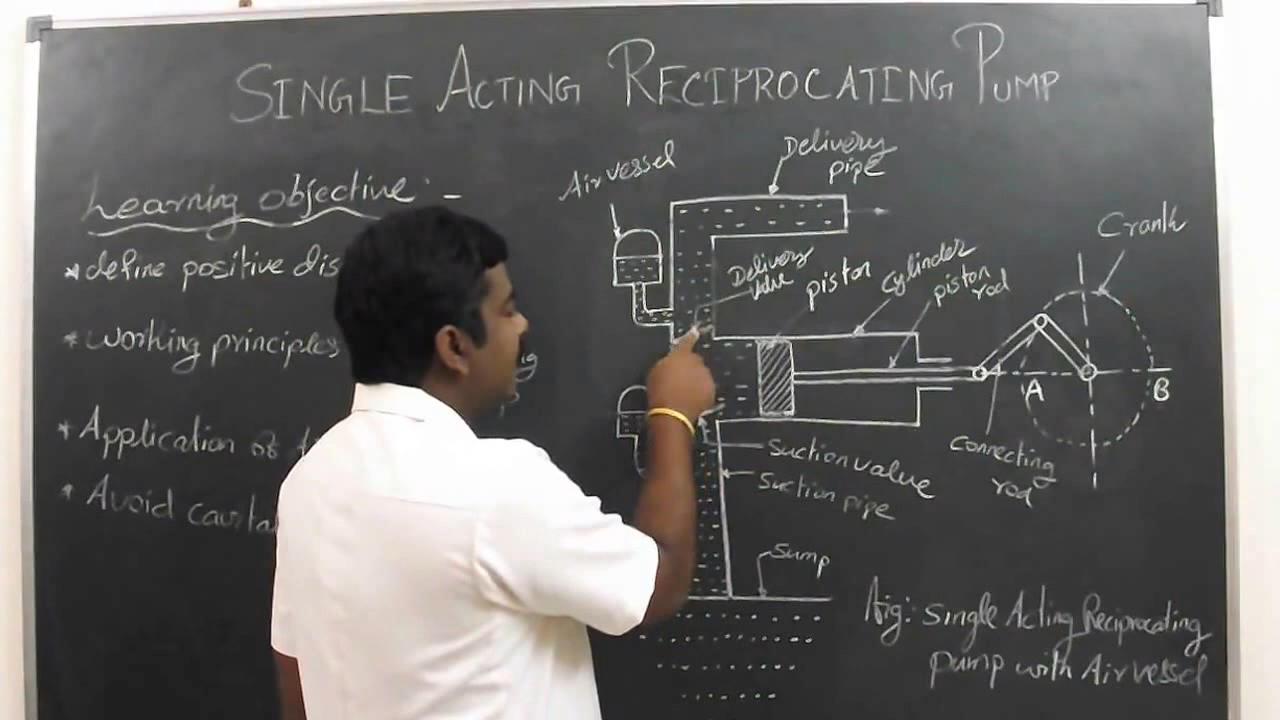 SINGLE ACTING RECIPROCATING PUMP
Learning objective :-
* define positive dis
* working principles
ig
* Application of
* Avoid cavita
Air vessel
Delivery
pipe
Delivery
valve
piston
cylinder
piston
rod
Crank
A
B
Connecting
rod
Suction valve
Suction pipe
Sump
Fig: Single Acting Reciprocating
pump with Air vessel